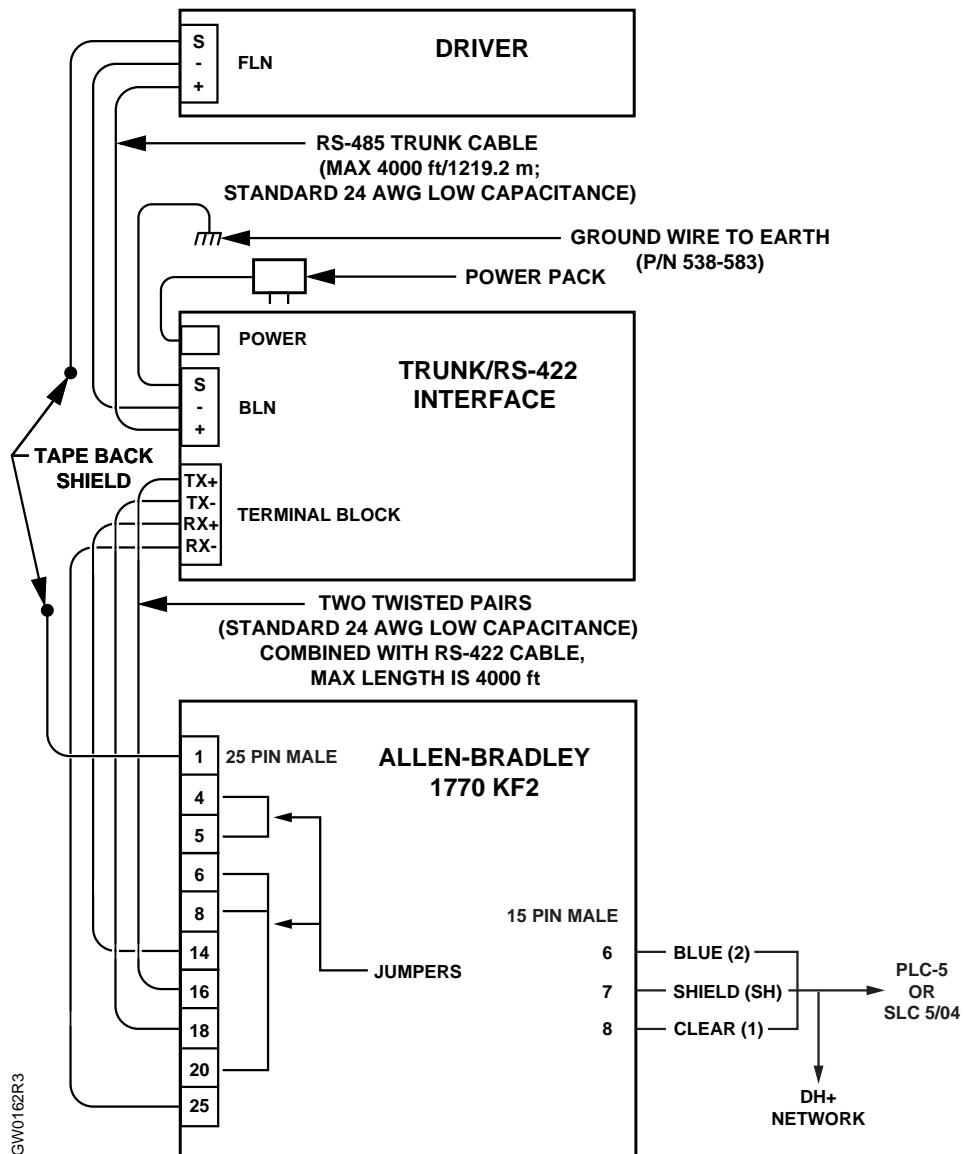 DRIVER
S
-
+
FLN
RS-485 TRUNK CABLE
(MAX 4000 ft/1219.2 m;
STANDARD 24 AWG LOW CAPACITANCE)
GROUND WIRE TO EARTH
(P/N 538-583)
POWER PACK
POWER
TRUNK/RS-422
INTERFACE
S
-
+
BLN
TAPE BACK
SHIELD
TX+
TX-
RX+
RX-
TERMINAL BLOCK
TWO TWISTED PAIRS
(STANDARD 24 AWG LOW CAPACITANCE)
COMBINED WITH RS-422 CABLE,
MAX LENGTH IS 4000 ft
ALLEN-BRADLEY
1770 KF2
25 PIN MALE
1
4
5
6
8
14
16
18
20
25
JUMPERS
15 PIN MALE
6
7
8
BLUE (2)
SHIELD (SH)
CLEAR (1)
PLC-5
OR
SLC 5/04
DH+
NETWORK
GW0162R3